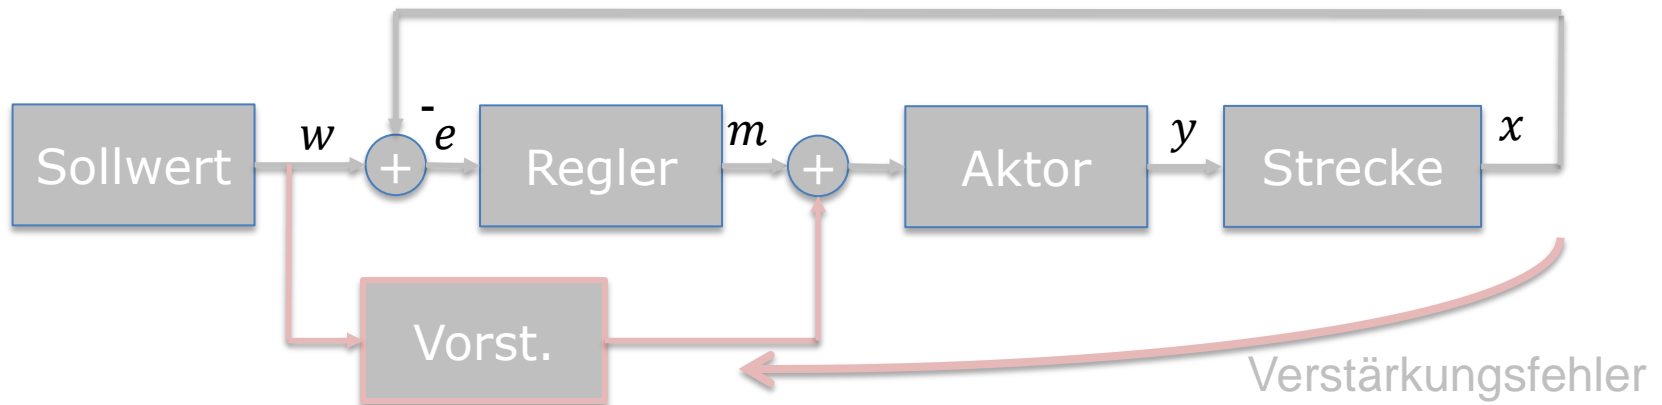 -
w e m y x
Sollwert + Regler + Aktor Strecke
Vorst.
Verstärkungsfehler